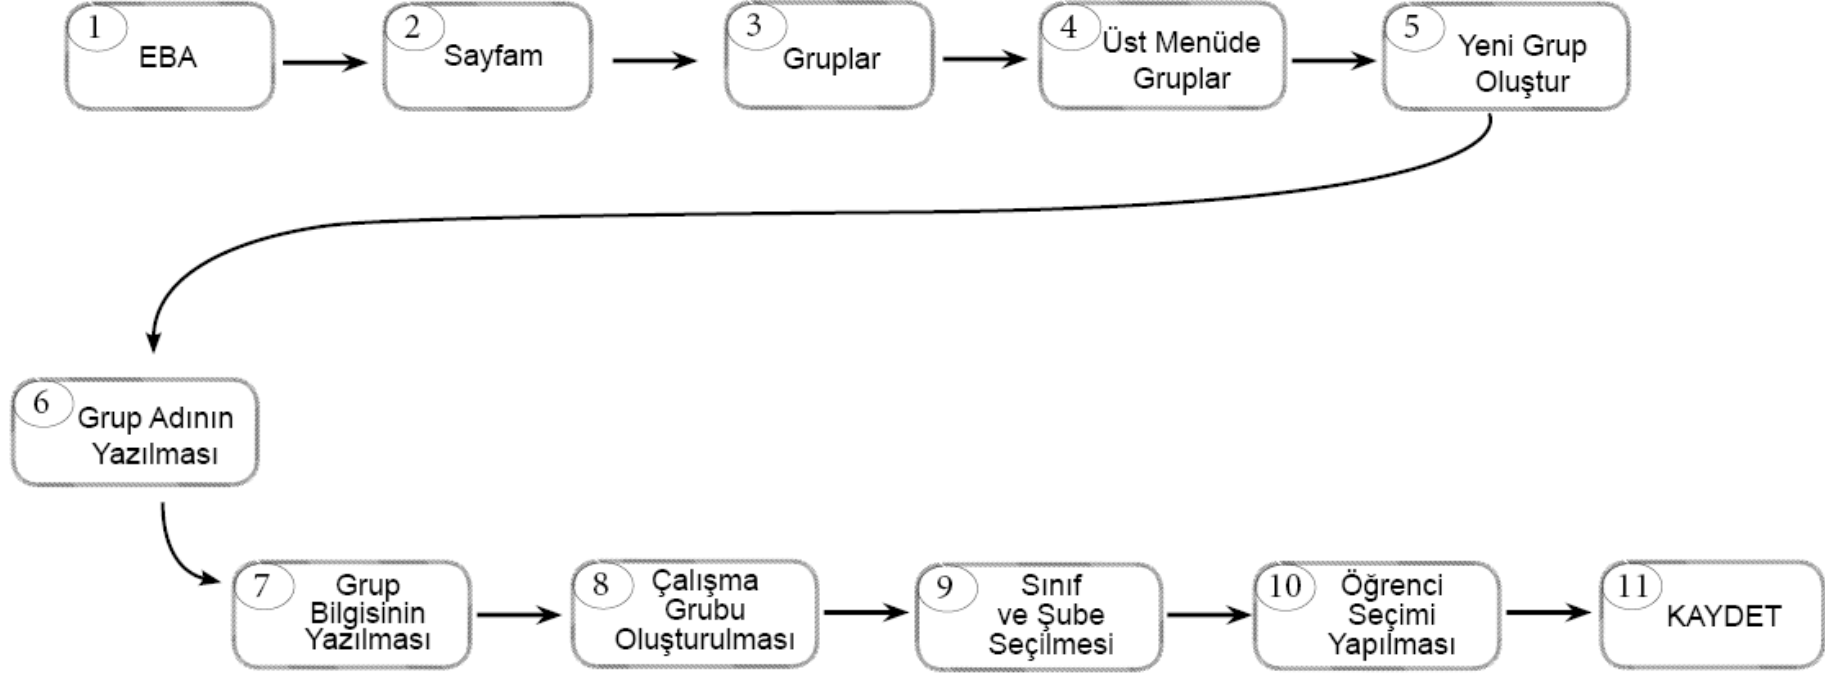 1
EBA
2
Sayfam
3
Gruplar
4
Üst Menüde
Gruplar
5
Yeni Grup
Oluştur
6
Grup Adının
Yazılması
7
Grup
Bilgisinin
Yazılması
8
Çalışma
Grubu
Oluşturulması
9
Sınıf
ve Şube
Seçilmesi
10
Öğrenci
Seçimi
Yapılması
11
KAYDET